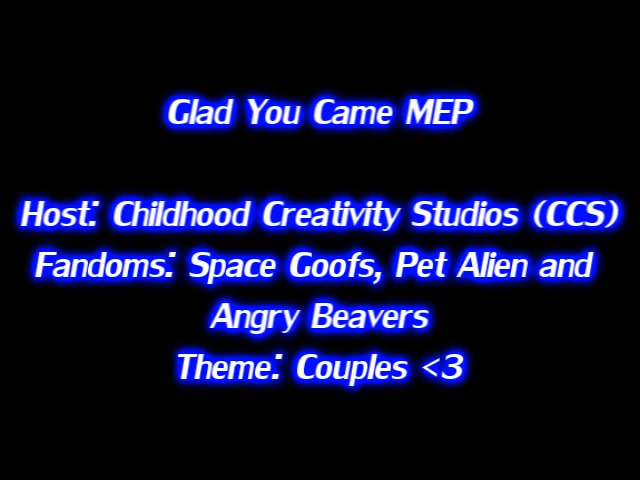 Glad You Came MEP
Host: Childhood Creativity Studios (CCS)
Fandoms: Space Goofs, Pet Alien and
Angry Beavers
Theme: Couples <3